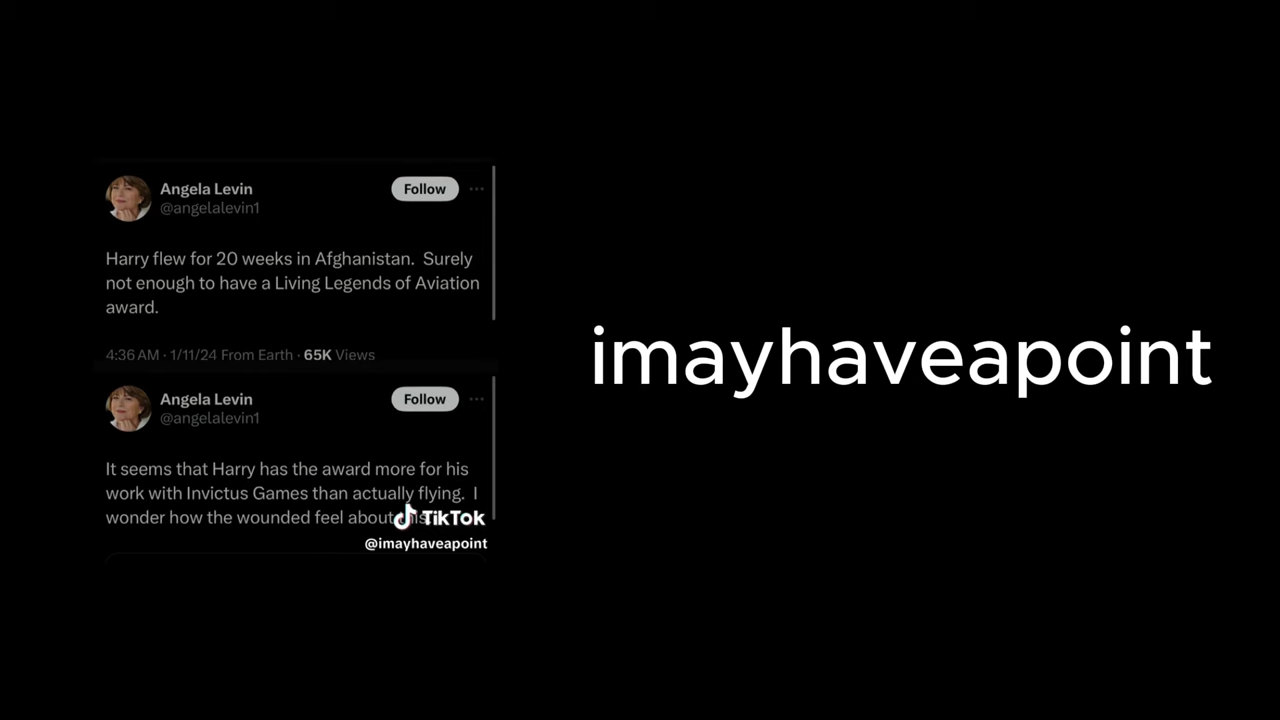 Angela Levin
@angelalevin1
Follow
Harry flew for 20 weeks in Afghanistan. Surely
not enough to have a Living Legends of Aviation
award.
4:36 AM · 1/11/24 From Earth · 65K Views
Angela Levin
@angelalevin1
Follow
It seems that Harry has the award more for his
work with Invictus Games than actually flying. I
wonder how the wounded feel about
TikTok
@imayhaveapoint
imayhaveapoint